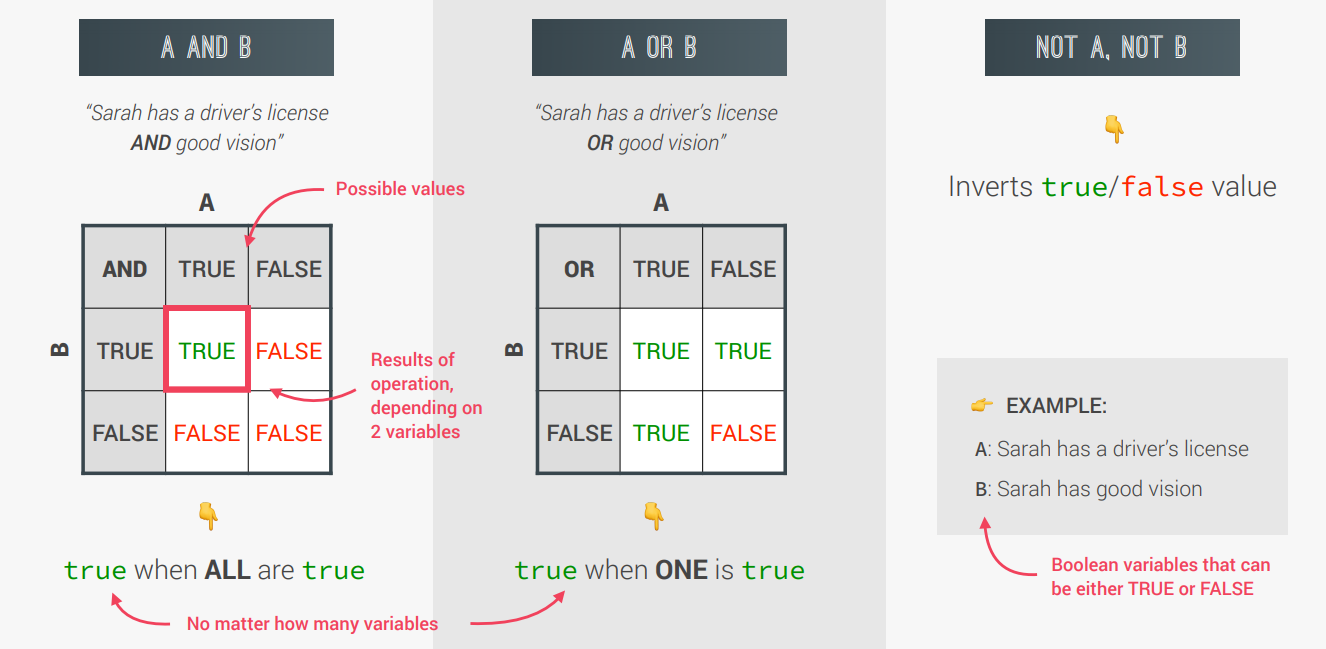 A AND B
“Sarah has a driver’s license
AND good vision”
Possible values
A
AND TRUE FALSE
B
TRUE TRUE FALSE
FALSE FALSE FALSE
Results of
operation,
depending on
2 variables
true when ALL are true
No matter how many variables
A OR B
“Sarah has a driver’s license
OR good vision”
A
OR TRUE FALSE
B
TRUE TRUE TRUE
FALSE TRUE FALSE
true when ONE is true
NOT A, NOT B
Inverts true/false value
EXAMPLE:
A: Sarah has a driver’s license
B: Sarah has good vision
Boolean variables that can
be either TRUE or FALSE